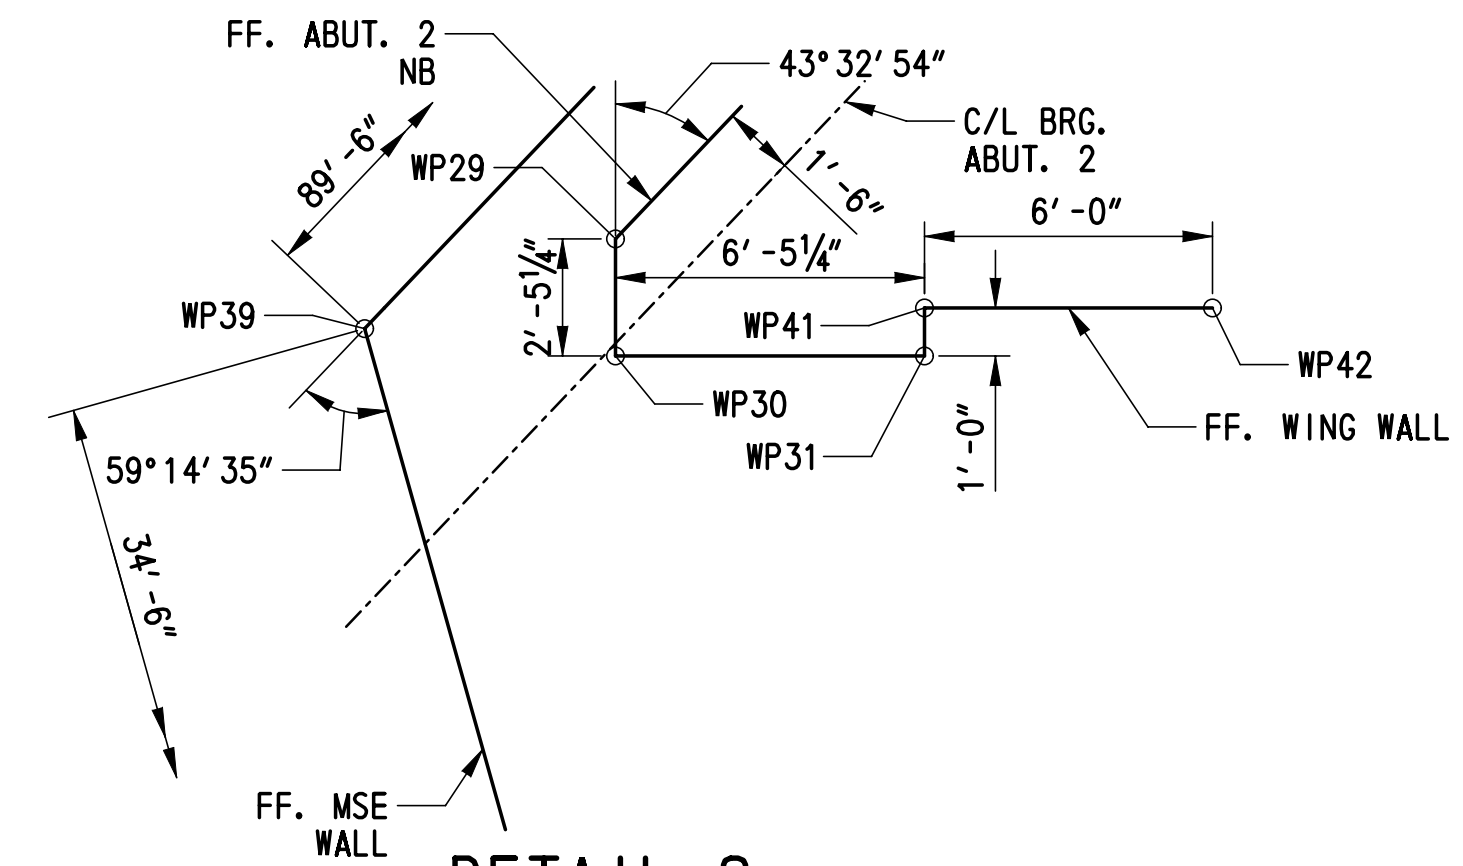 FF. ABUT. 2
NB
43°32'54"
C/L BRG.
ABUT. 2
89'-6"
WP29
1'-6"
6'-0"
6'-5¼"
2'-5¼"
WP39
WP41
WP42
WP30
FF. WING WALL
WP31
1'-0"
59°14'35"
34'-6"
FF. MSE
WALL